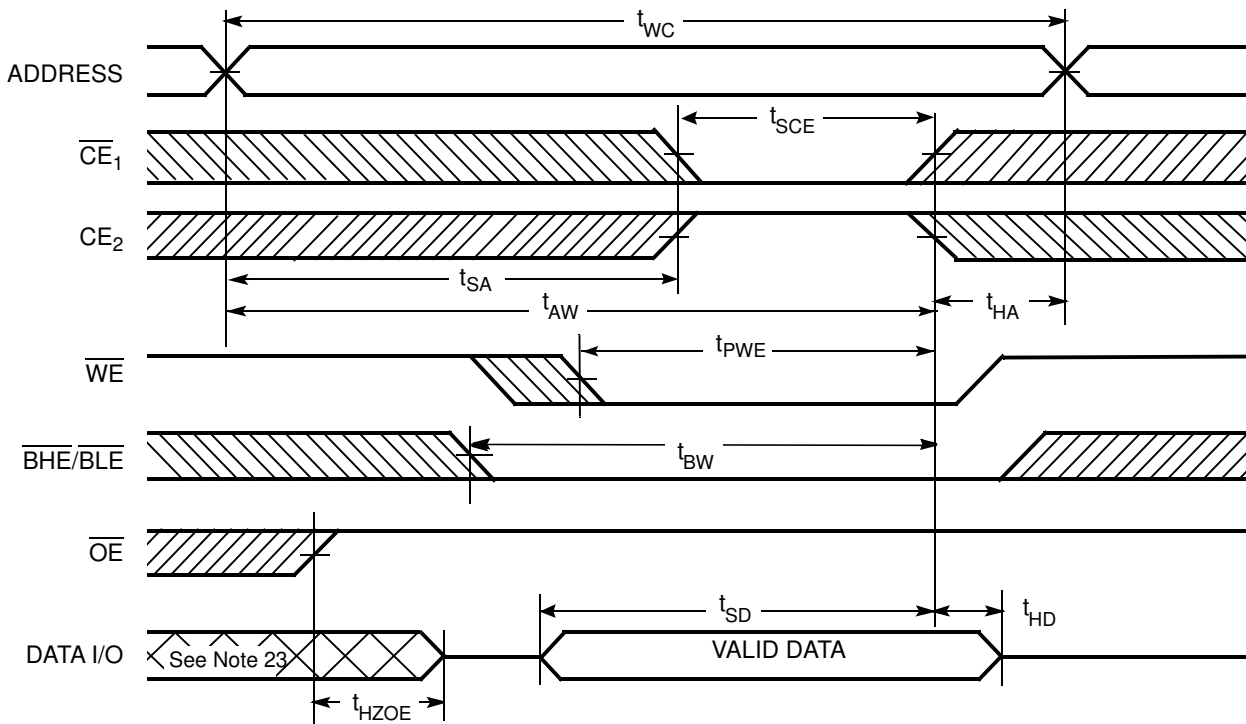 tWC
ADDRESS
tSCE
CE1
CE2
tSA
tAW
tHA
tPWE
WE
BHE/BLE
tBW
OE
tSD
tHD
DATA I/O
See Note 23
VALID DATA
tHZOE